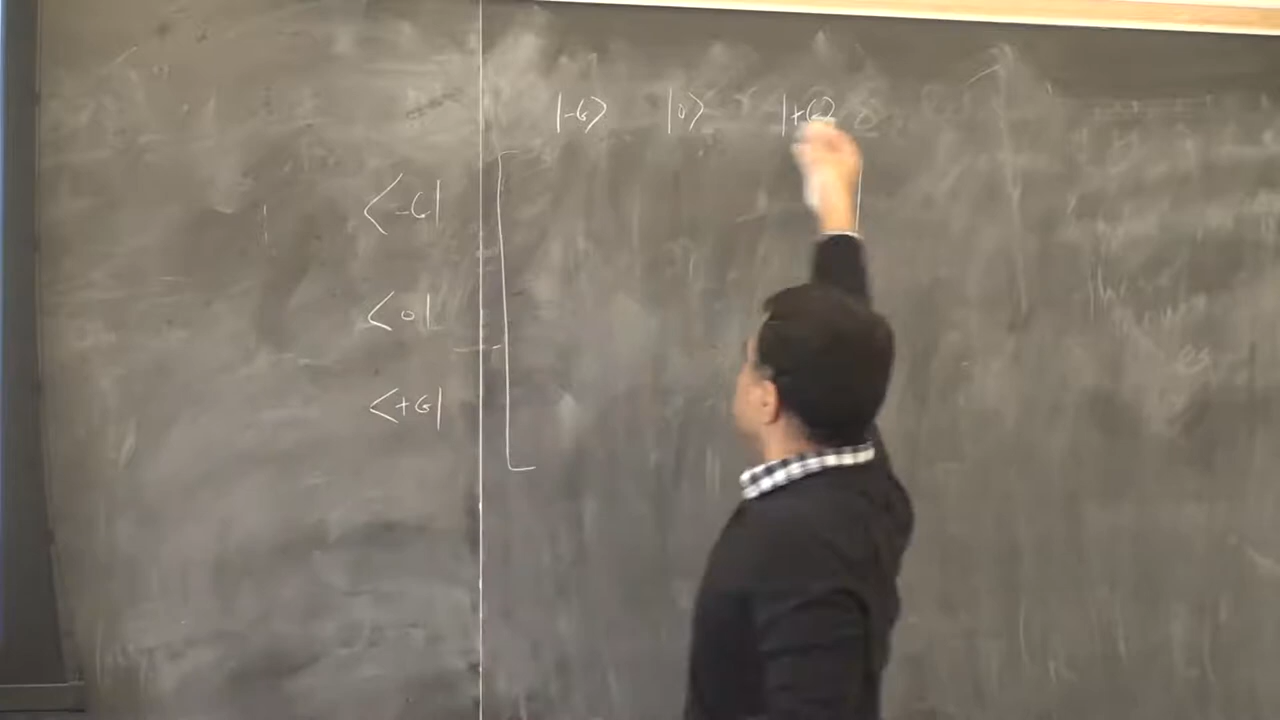 |-G⟩ |0⟩ |+G⟩
<-G|
<0|
<+G|